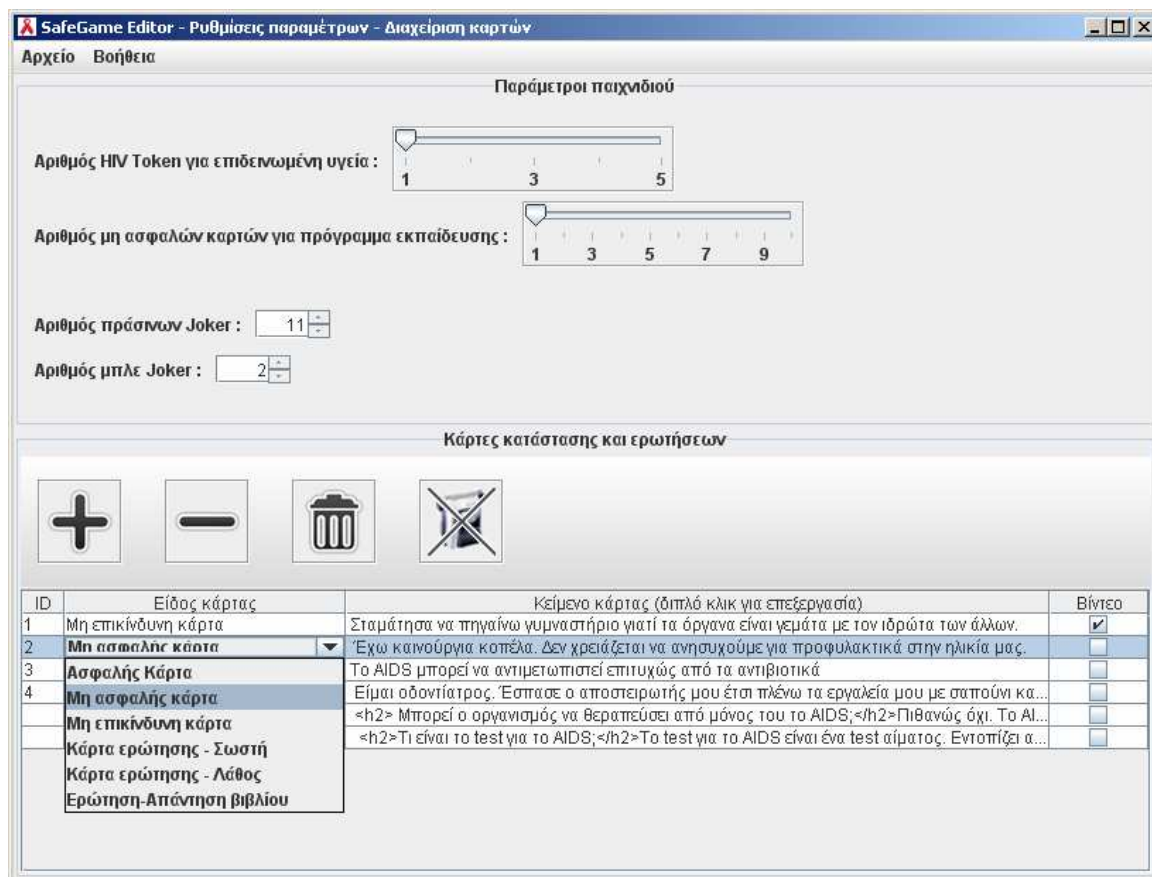 SafeGame Editor - Ρυθμίσεις παραμέτρων - Διαχείριση καρτών
Αρχείο Βοήθεια
Παράμετροι παιχνιδιού
Αριθμός HIV Token για επιδεινωμένη υγεία :
1 3 5
Αριθμός μη ασφαλών καρτών για πρόγραμμα εκπαίδευσης :
1 3 5 7 9
Αριθμός πράσινων Joker : 11
Αριθμός μπλε Joker : 2
Κάρτες κατάστασης και ερωτήσεων
ID Είδος κάρτας Κείμενο κάρτας (διπλό κλικ για επεξεργασία) Βίντεο
1 Μη επικίνδυνη κάρτα Σταμάτησα να πηγαίνω γυμναστήριο γιατί τα όργανα είναι γεμάτα με τον ιδρώτα των άλλων.
2 Μη ασφαλής κάρτα Έχω καινούργια κοπέλα. Δεν χρειάζεται να ανησυχούμε για προφυλακτικά στην ηλικία μας.
3 Το AIDS μπορεί να αντιμετωπιστεί επιτυχώς από τα αντιβιοτικά
4 Είμαι οδοντίατρος. Έσπασε ο αποστειρωτής μου έτσι πλένω τα εργαλεία μου με σαπούνι κα...
<h2> Μπορεί ο οργανισμός να θεραπεύσει από μόνος του το AIDS;</h2>Πιθανώς όχι. Το AI...
<h2>Τι είναι το test για το AIDS;</h2>Το test για το AIDS είναι ένα test αίματος. Εντοπίζει α...
Ασφαλής Κάρτα
Μη ασφαλής κάρτα
Μη επικίνδυνη κάρτα
Κάρτα ερώτησης - Σωστή
Κάρτα ερώτησης - Λάθος
Ερώτηση-Απάντηση βιβλίου